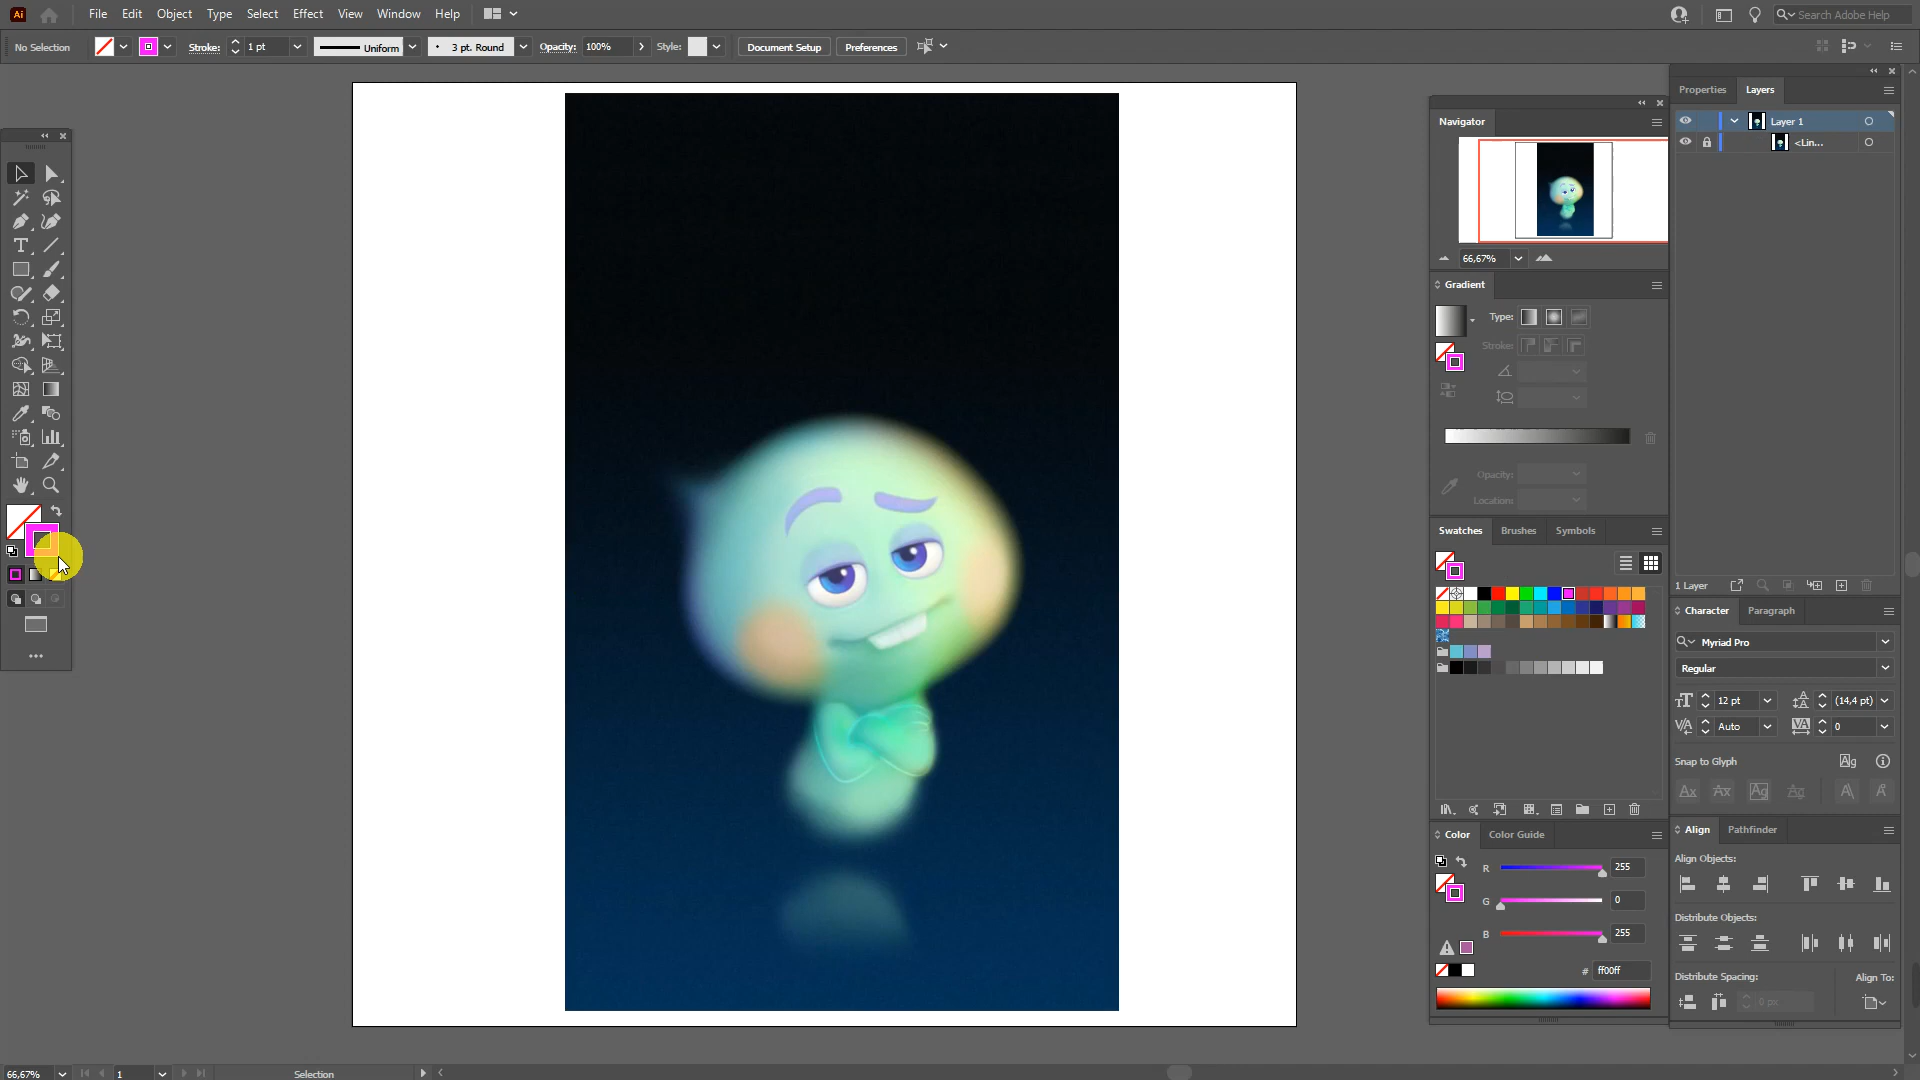 Ai File Edit Object Type Select Effect View Window Help Search Adobe Help
No Selection Stroke: 1 pt Uniform 3 pt. Round Opacity: 100% Style: Document Setup Preferences
Properties Layers
Layer 1
<Lin...
1 Layer
Navigator
66,67%
Gradient
Type:
Stroke:
Opacity:
Location:
Swatches Brushes Symbols
Color Color Guide
R 255
G 0
B 255
# ff00ff
Character Paragraph
Myriad Pro
Regular
12 pt (14,4 pt)
Auto 0
Snap to Glyph
Align Pathfinder
Align Objects:
Distribute Objects:
Distribute Spacing: Align To:
0 px
66,67% 1 Selection